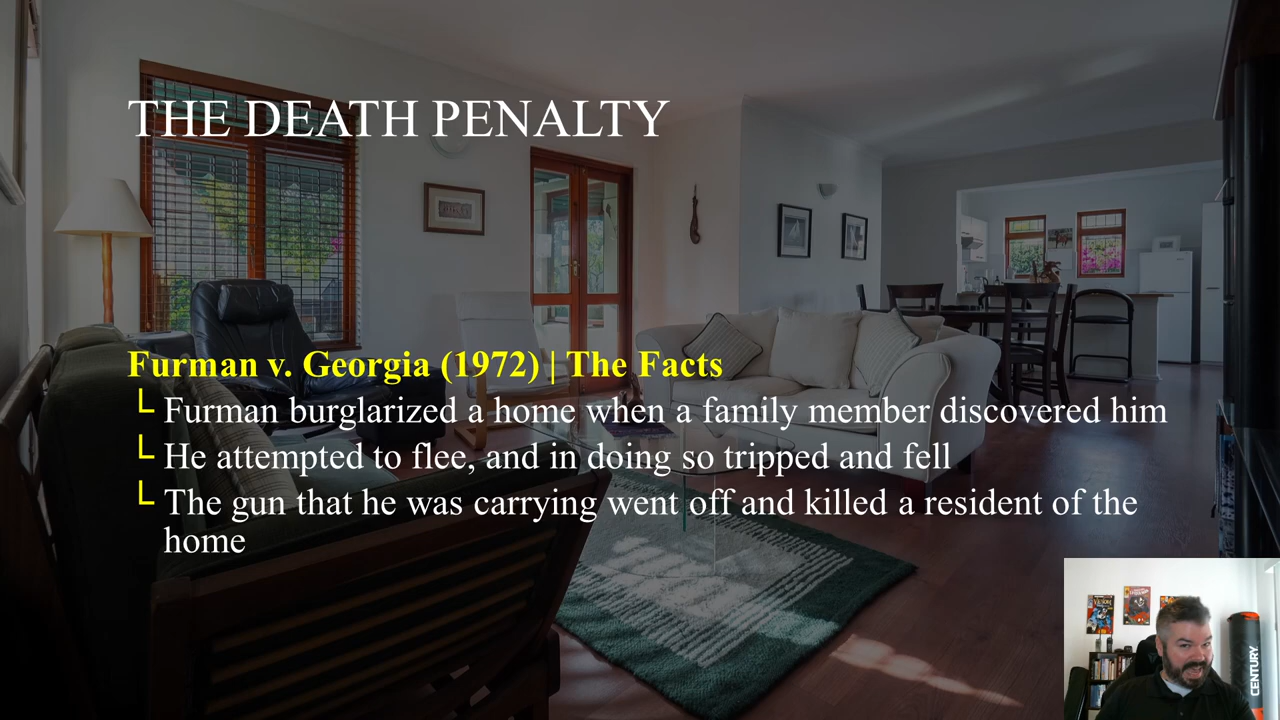 THE DEATH PENALTY
Furman v. Georgia (1972) | The Facts
Furman burglarized a home when a family member discovered him
He attempted to flee, and in doing so tripped and fell
The gun that he was carrying went off and killed a resident of the
home
CENTURY